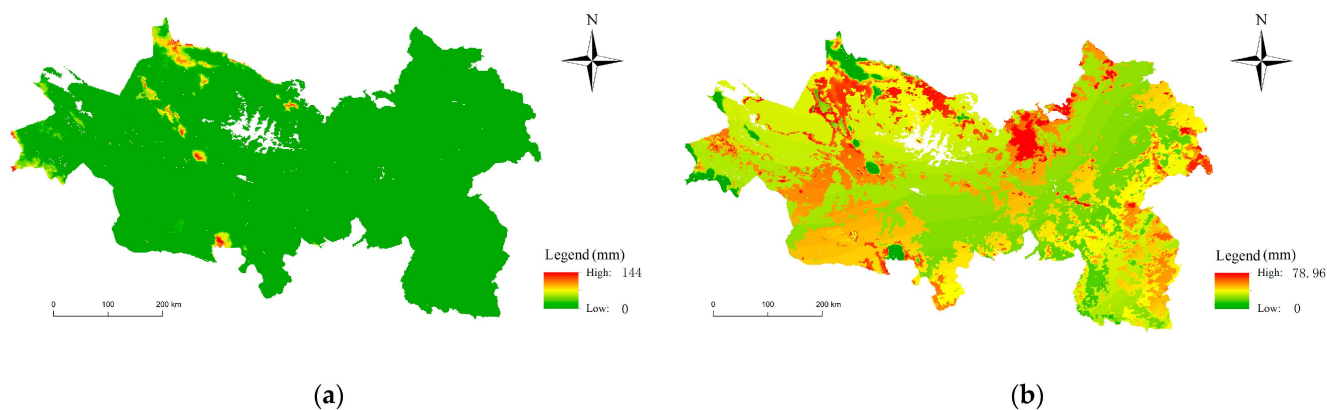 N
Legend (mm)
High: 144
Low: 0
0 100 200 km
(a)
N
Legend (mm)
High: 78.96
Low: 0
0 100 200 km
(b)